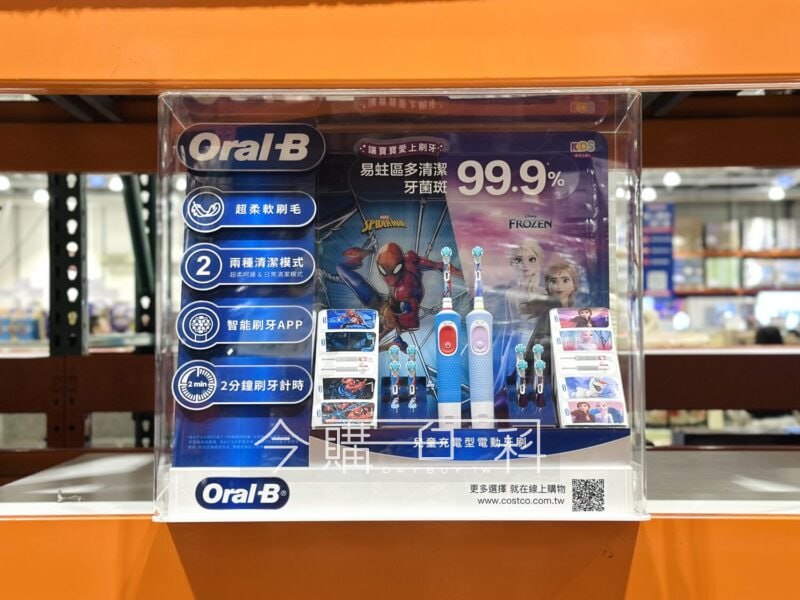 Oral-B
超柔軟刷毛
2
兩種清潔模式
超柔呵護 & 日常清潔模式
智能刷牙APP
2 min
2分鐘刷牙計時
讓寶寶愛上刷牙
KIDS
易蛀區多清潔
牙菌斑
99.9%
MARVEL
SPIDER-MAN
Disney
FROZEN
兒童充電型電動牙刷
今購百科
DAYBUY.TW
Oral-B®
更多選擇 就在線上購物
www.costco.com.tw